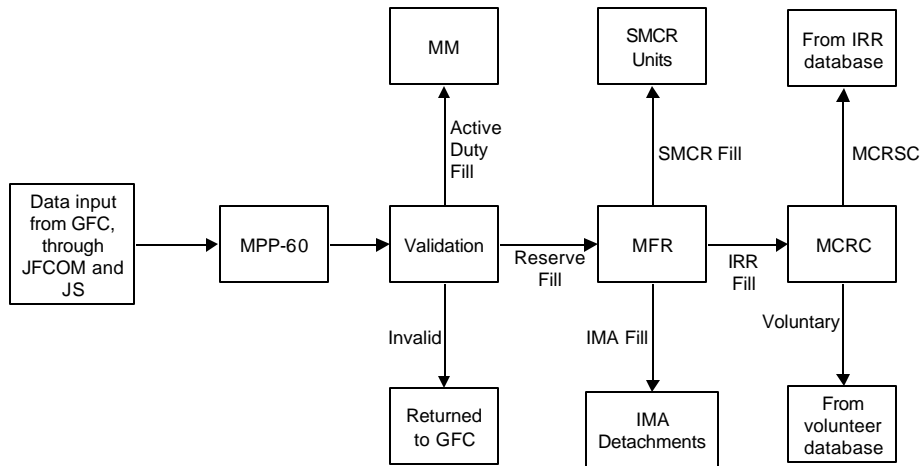 MM
SMCR
Units
From IRR
database
Active
Duty
Fill
SMCR Fill
MCRSC
Data input
from GFC,
through
JFCOM and
JS
MPP-60
Validation
Reserve
Fill
MFR
IRR
Fill
MCRC
Invalid
IMA Fill
Voluntary
Returned
to GFC
IMA
Detachments
From
volunteer
database